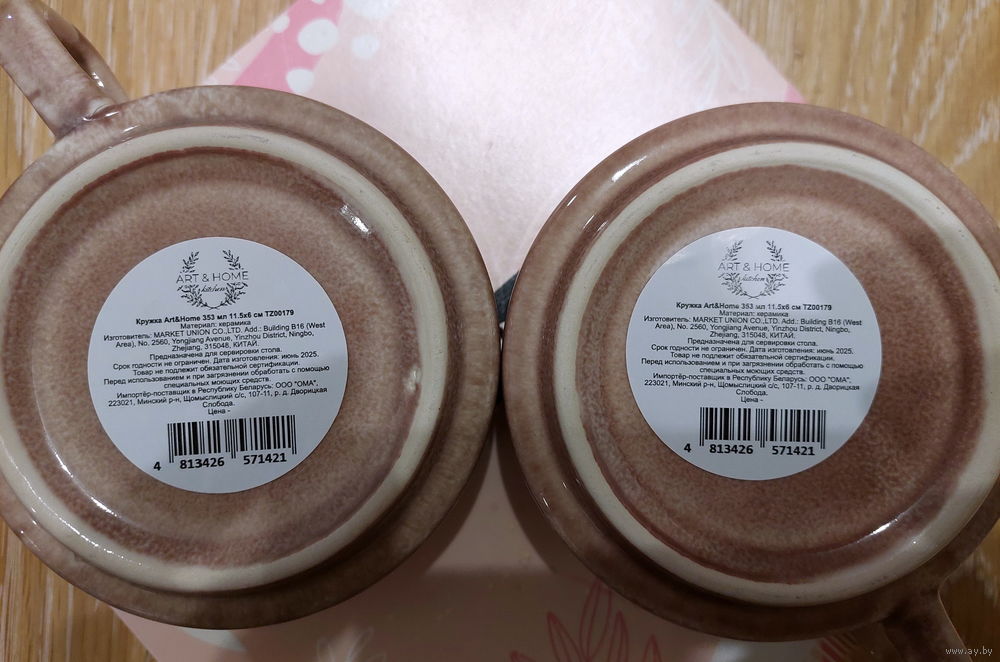 ART & HOME
kitchen
Кружка Art&Home 353 мл 11.5x6 см TZ00179
Материал: керамика
Изготовитель: MARKET UNION CO.,LTD. Add.: Building B16 (West
Area), No. 2560, Yongjiang Avenue, Yinzhou District, Ningbo,
Zhejiang, 315048, КИТАЙ.
Предназначена для сервировки стола.
Срок годности не ограничен. Дата изготовления: июнь 2025.
Товар не подлежит обязательной сертификации.
Перед использованием и при загрязнении обработать с помощью
специальных моющих средств.
Импортёр-поставщик в Республику Беларусь: ООО "ОМА",
223021, Минский р-н, Щомыслицкий с/с, 107-11, р. д. Дворицкая
Слобода.
Цена -
4 813426 571421
ART & HOME
kitchen
Кружка Art&Home 353 мл 11.5x6 см TZ00179
Материал: керамика
Изготовитель: MARKET UNION CO.,LTD. Add.: Building B16 (West
Area), No. 2560, Yongjiang Avenue, Yinzhou District, Ningbo,
Zhejiang, 315048, КИТАЙ.
Предназначена для сервировки стола.
Срок годности не ограничен. Дата изготовления: июнь 2025.
Товар не подлежит обязательной сертификации.
Перед использованием и при загрязнении обработать с помощью
специальных моющих средств.
Импортёр-поставщик в Республику Беларусь: ООО "ОМА",
223021, Минский р-н, Щомыслицкий с/с, 107-11, р. д. Дворицкая
Слобода.
Цена -
4 813426 571421
www.ay.by